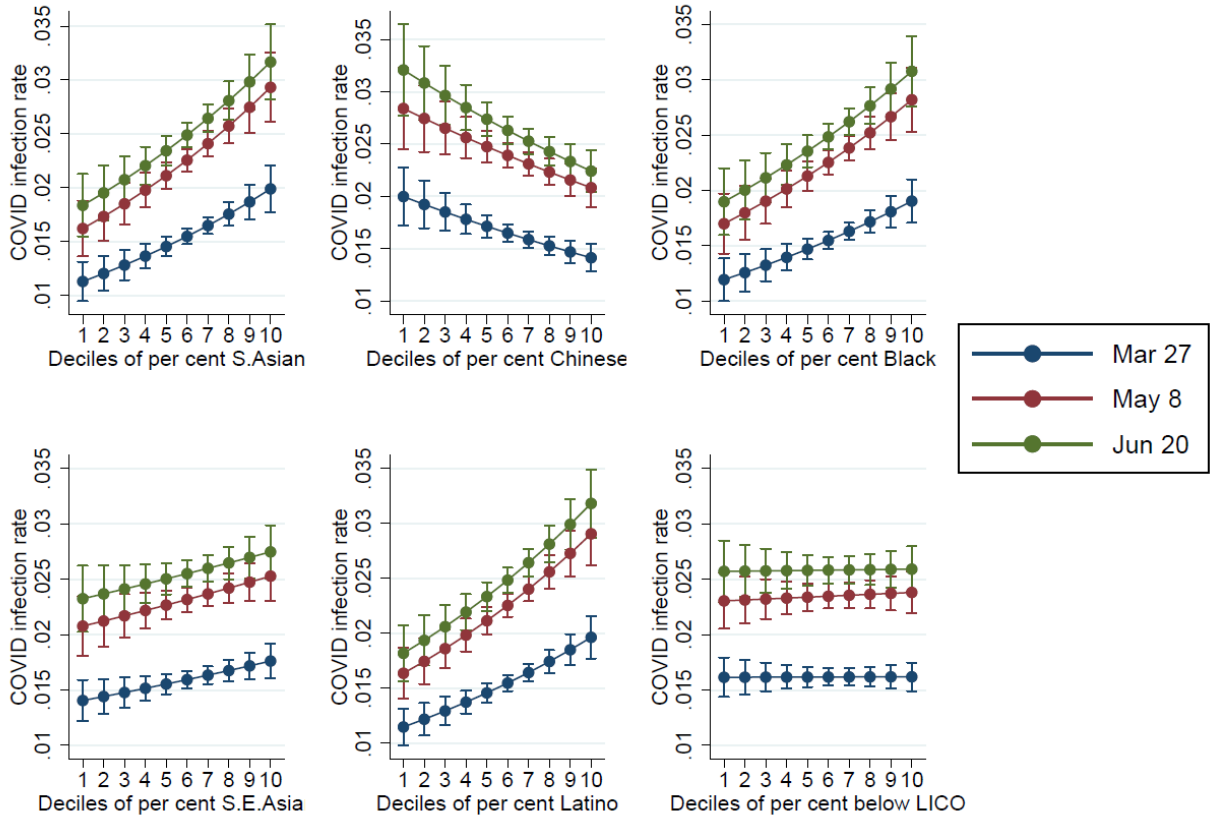 COVID infection rate
.01 .015 .02 .025 .03 .035
1 2 3 4 5 6 7 8 9 10
Deciles of per cent S.Asian
COVID infection rate
.01 .015 .02 .025 .03 .035
1 2 3 4 5 6 7 8 9 10
Deciles of per cent Chinese
COVID infection rate
.01 .015 .02 .025 .03 .035
1 2 3 4 5 6 7 8 9 10
Deciles of per cent Black
Mar 27
May 8
Jun 20
COVID infection rate
.01 .015 .02 .025 .03 .035
1 2 3 4 5 6 7 8 9 10
Deciles of per cent S.E.Asia
COVID infection rate
.01 .015 .02 .025 .03 .035
1 2 3 4 5 6 7 8 9 10
Deciles of per cent Latino
COVID infection rate
.01 .015 .02 .025 .03 .035
1 2 3 4 5 6 7 8 9 10
Deciles of per cent below LICO